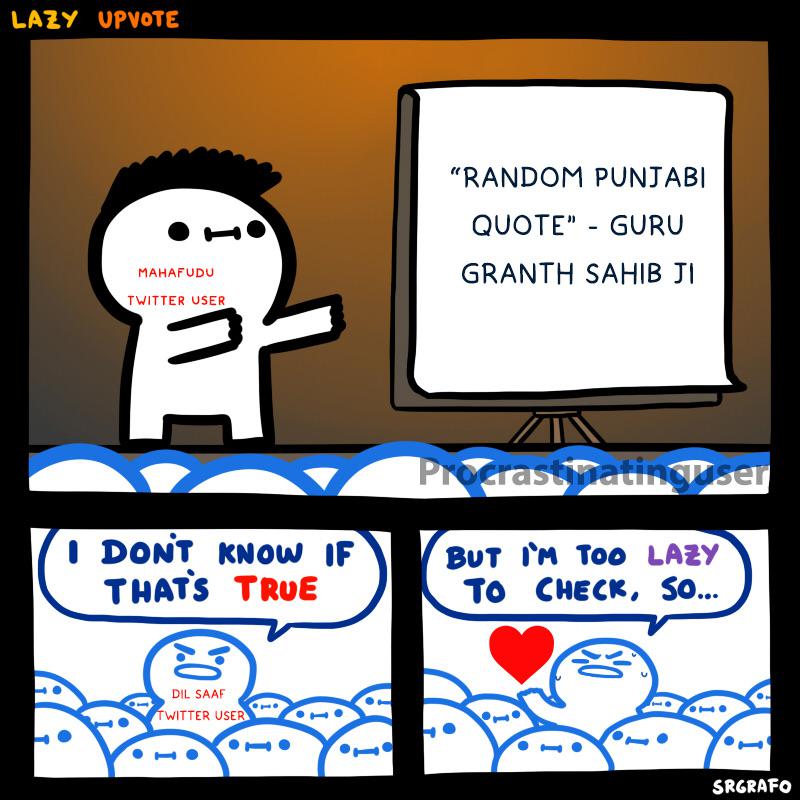 LAZY UPVOTE
“RANDOM PUNJABI
QUOTE” - GURU
GRANTH SAHIB JI
MAHAFUDU
TWITTER USER
Procrastinatinguser
I DON'T KNOW IF
THAT'S TRUE
DIL SAAF
TWITTER USER
BUT I'M TOO LAZY
TO CHECK, SO...
SRGRAFO